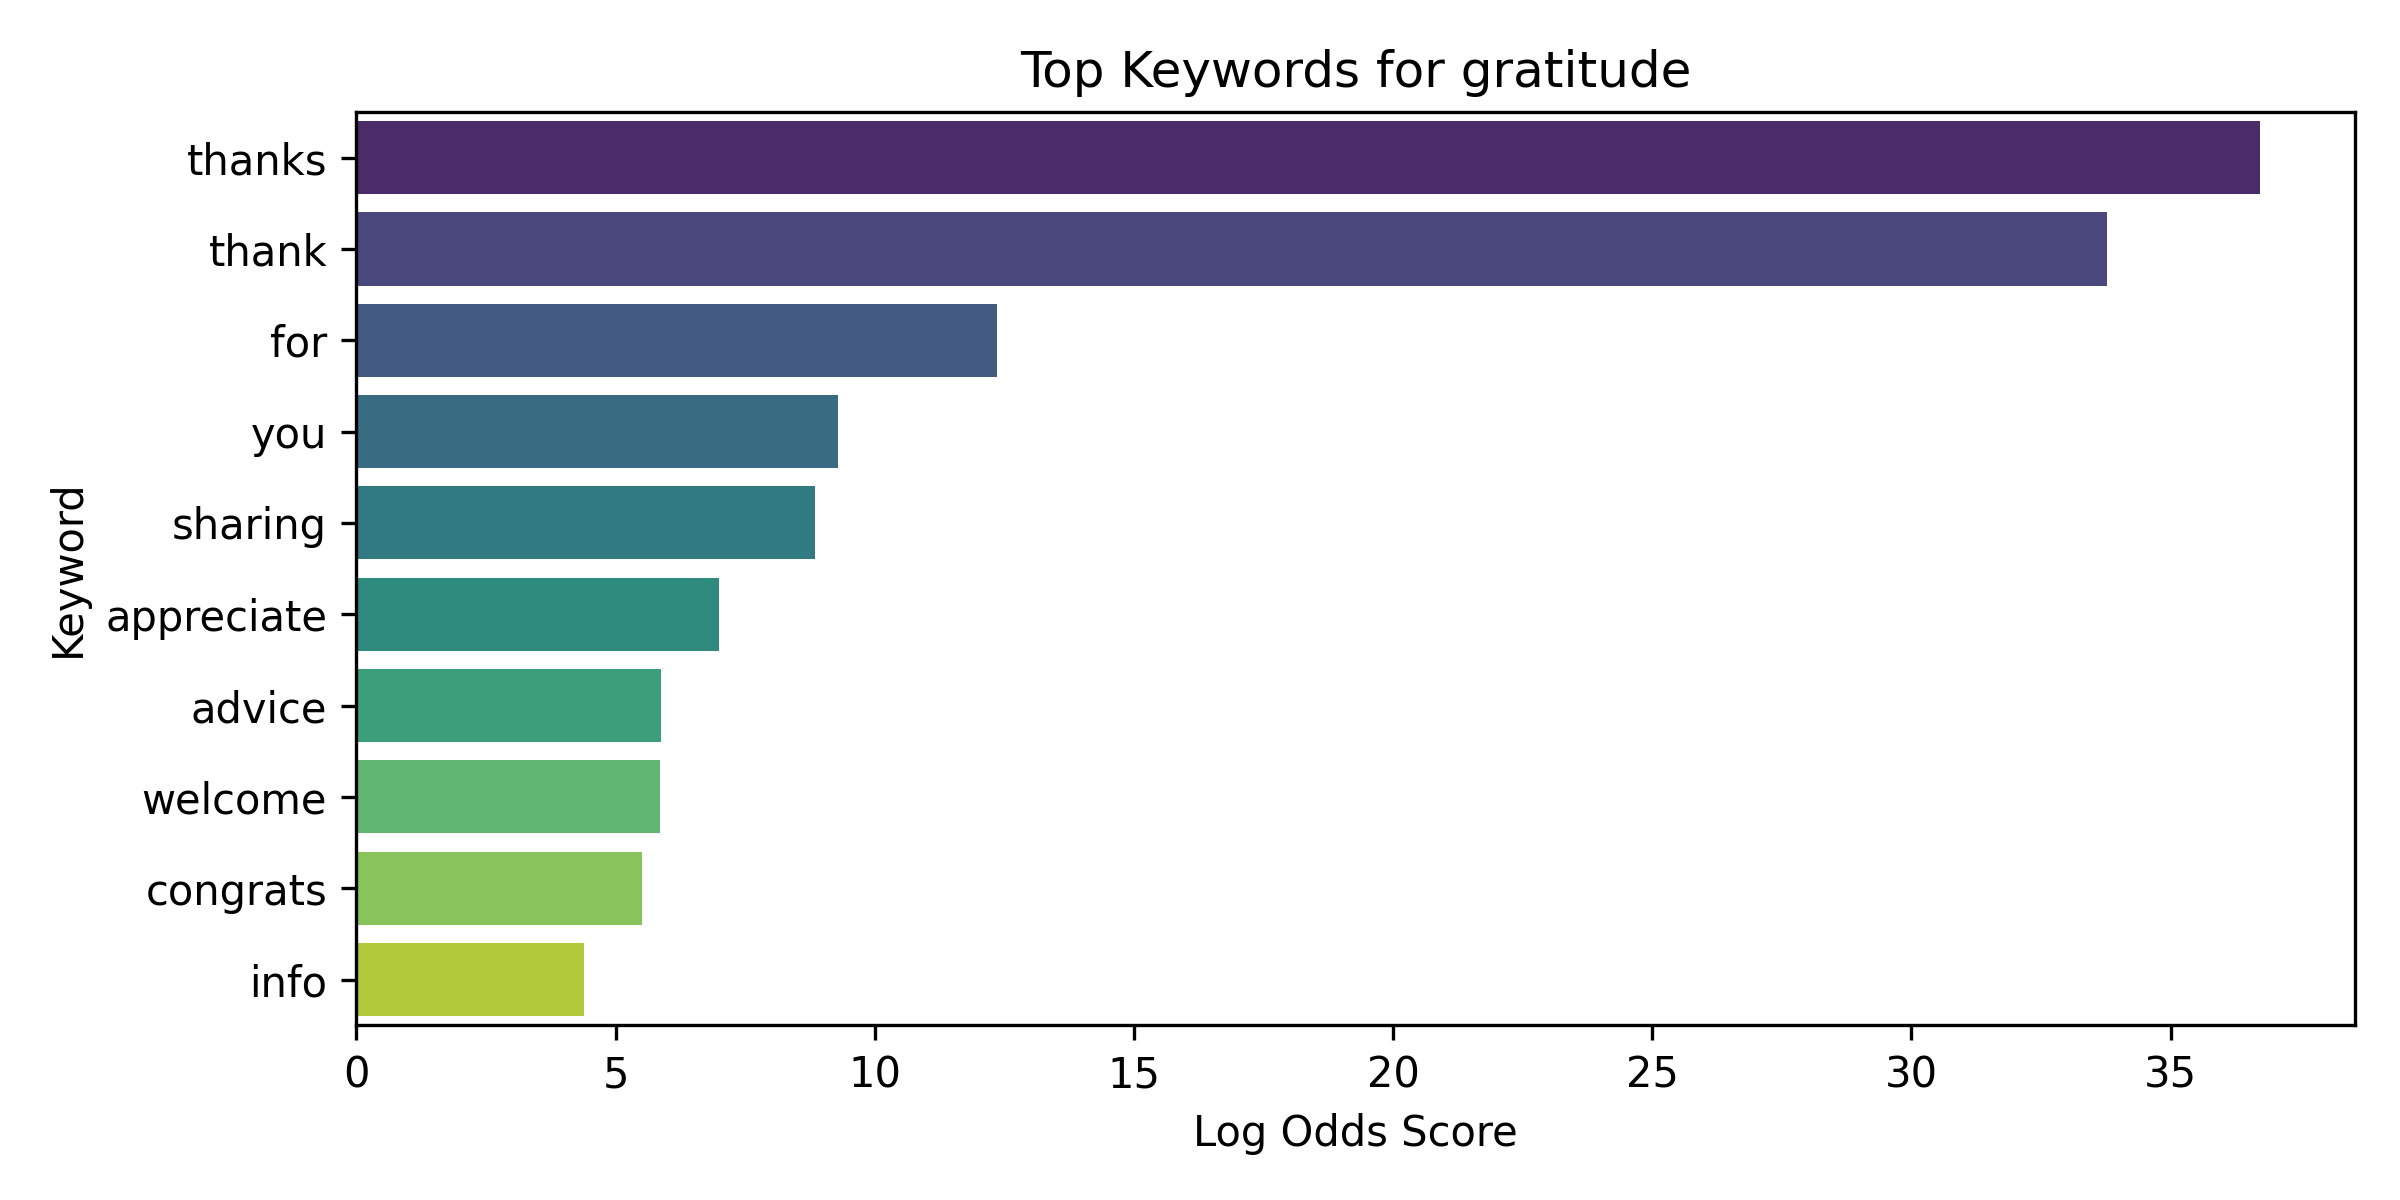 Top Keywords for gratitude
thanks
thank
for
you
sharing
appreciate
advice
welcome
congrats
info
Keyword
0 5 10 15 20 25 30 35
Log Odds Score